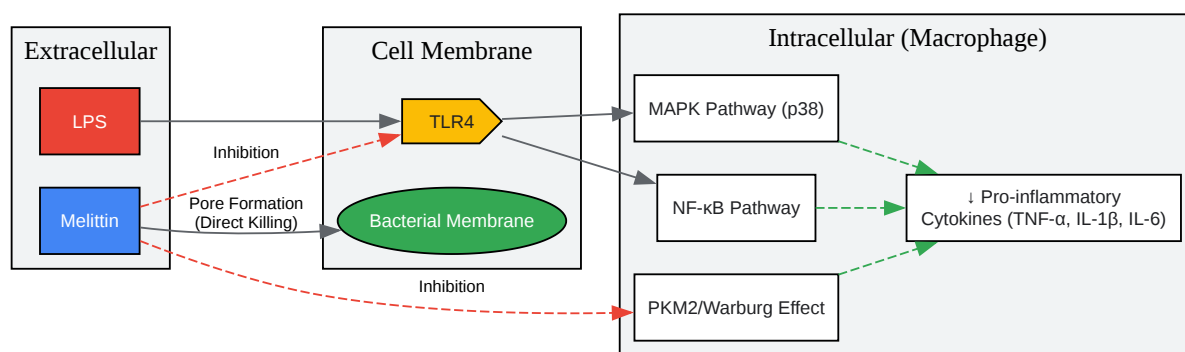 Extracellular
Cell Membrane
Intracellular (Macrophage)
LPS
TLR4
MAPK Pathway (p38)
Inhibition
Melittin
Pore Formation
(Direct Killing)
Bacterial Membrane
NF-κB Pathway
↓ Pro-inflammatory
Cytokines (TNF-α, IL-1β, IL-6)
Inhibition
PKM2/Warburg Effect